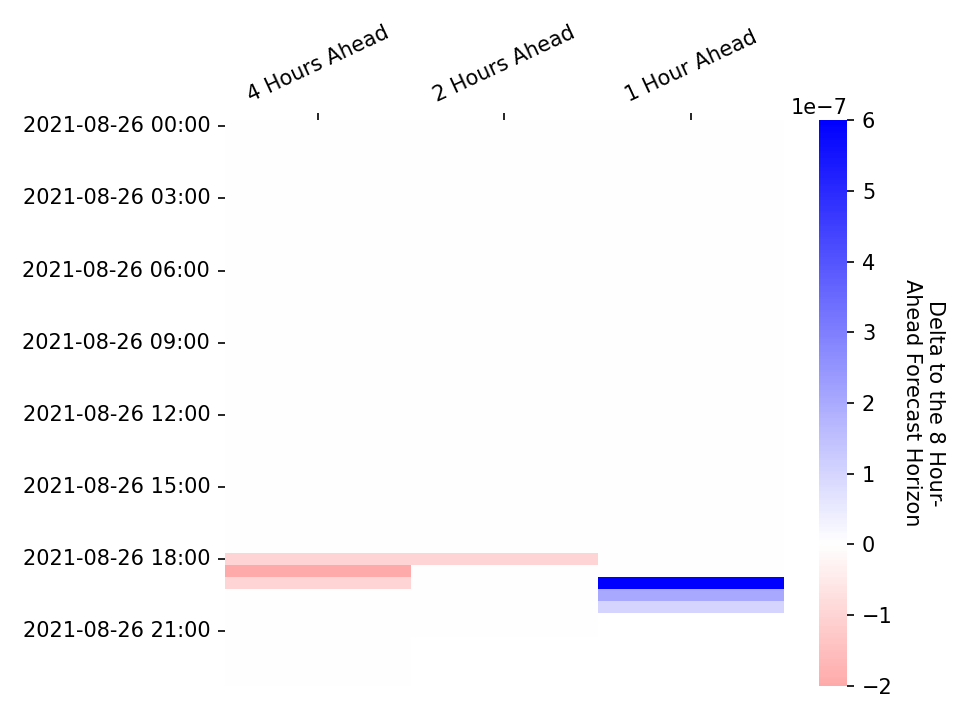 4 Hours Ahead
2 Hours Ahead
1 Hour Ahead
1e−7
2021-08-26 00:00
2021-08-26 03:00
2021-08-26 06:00
2021-08-26 09:00
2021-08-26 12:00
2021-08-26 15:00
2021-08-26 18:00
2021-08-26 21:00
6
5
4
3
2
1
0
−1
−2
Delta to the 8 Hour-
Ahead Forecast Horizon